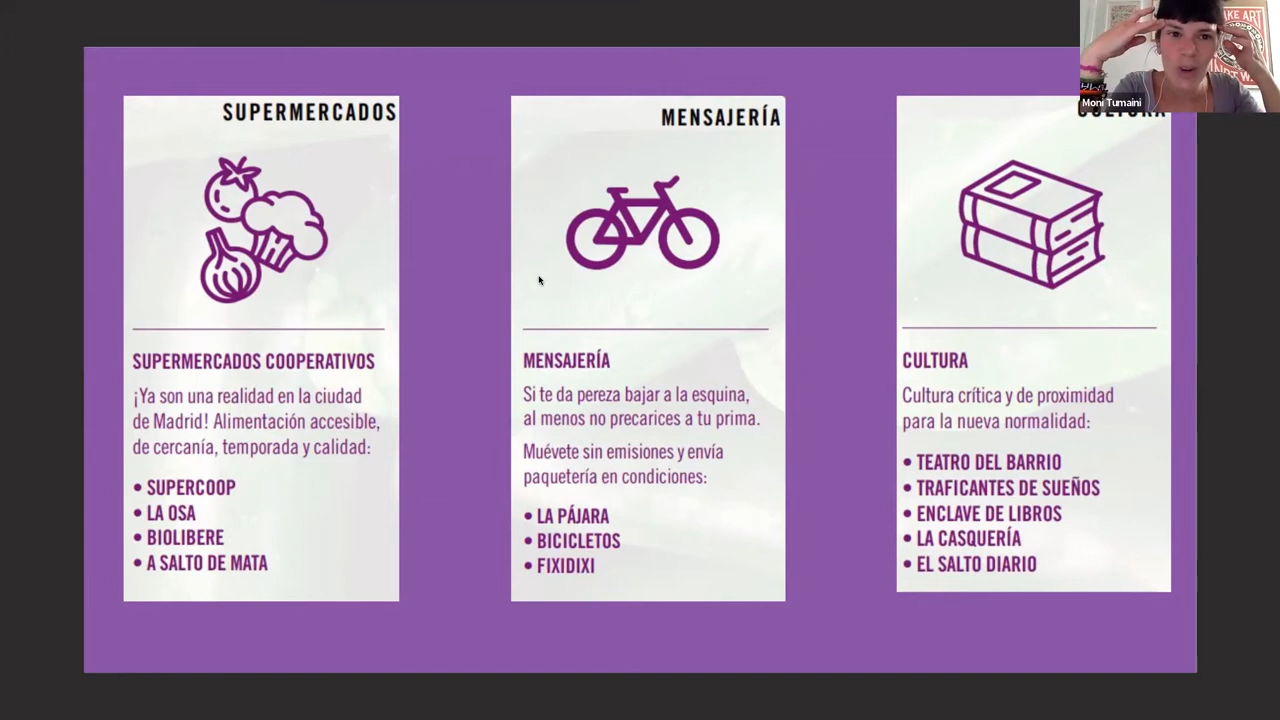 SUPERMERCADOS
SUPERMERCADOS COOPERATIVOS
¡Ya son una realidad en la ciudad
de Madrid! Alimentación accesible,
de cercanía, temporada y calidad:
• SUPERCOOP
• LA OSA
• BIOLIBERE
• A SALTO DE MATA
MENSAJERÍA
MENSAJERÍA
Si te da pereza bajar a la esquina,
al menos no precarices a tu prima.
Muévete sin emisiones y envía
paquetería en condiciones:
• LA PÁJARA
• BICICLETOS
• FIXIDIXI
CULTURA
CULTURA
Cultura crítica y de proximidad
para la nueva normalidad:
• TEATRO DEL BARRIO
• TRAFICANTES DE SUEÑOS
• ENCLAVE DE LIBROS
• LA CASQUERÍA
• EL SALTO DIARIO
Moni Tumaini